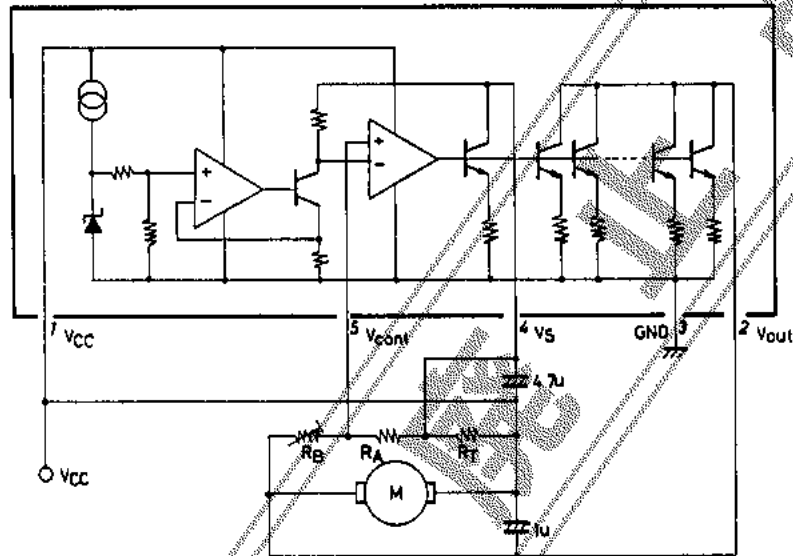 +
−
+
−
1 VCC
5 Vcont
4 VS
GND 3
2 Vout
4.7u
RB
RA
RT
VCC
M
1u